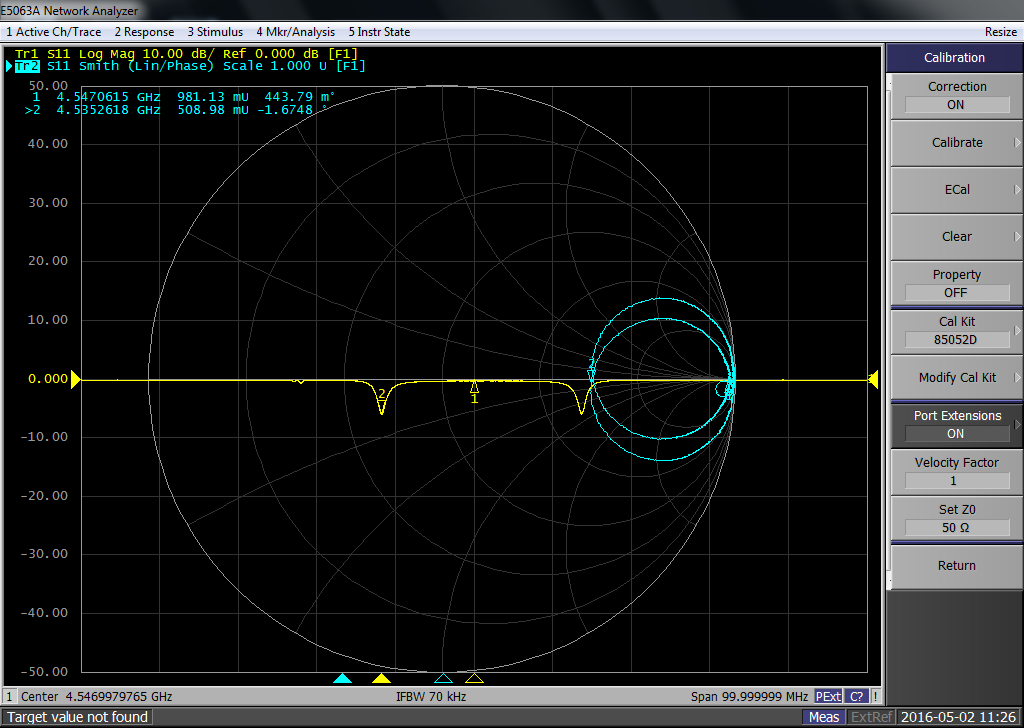 E5063A Network Analyzer
1 Active Ch/Trace 2 Response 3 Stimulus 4 Mkr/Analysis 5 Instr State Resize
Tr1 S11 Log Mag 10.00 dB/ Ref 0.000 dB [F1]
Tr2 S11 Smith (Lin/Phase) Scale 1.000 U [F1]
50.00
1 4.5470615 GHz 981.13 mU 443.79 m°
>2 4.5352618 GHz 508.98 mU -1.6748 °
40.00
30.00
20.00
10.00
0.000
-10.00
-20.00
-30.00
-40.00
-50.00
2
1
2
1 Center 4.5469979765 GHz IFBW 70 kHz Span 99.999999 MHz PExt C? !
Target value not found Meas ExtRef 2016-05-02 11:26
Calibration
Correction
ON
Calibrate
ECal
Clear
Property
OFF
Cal Kit
85052D
Modify Cal Kit
Port Extensions
ON
Velocity Factor
1
Set Z0
50 Ω
Return